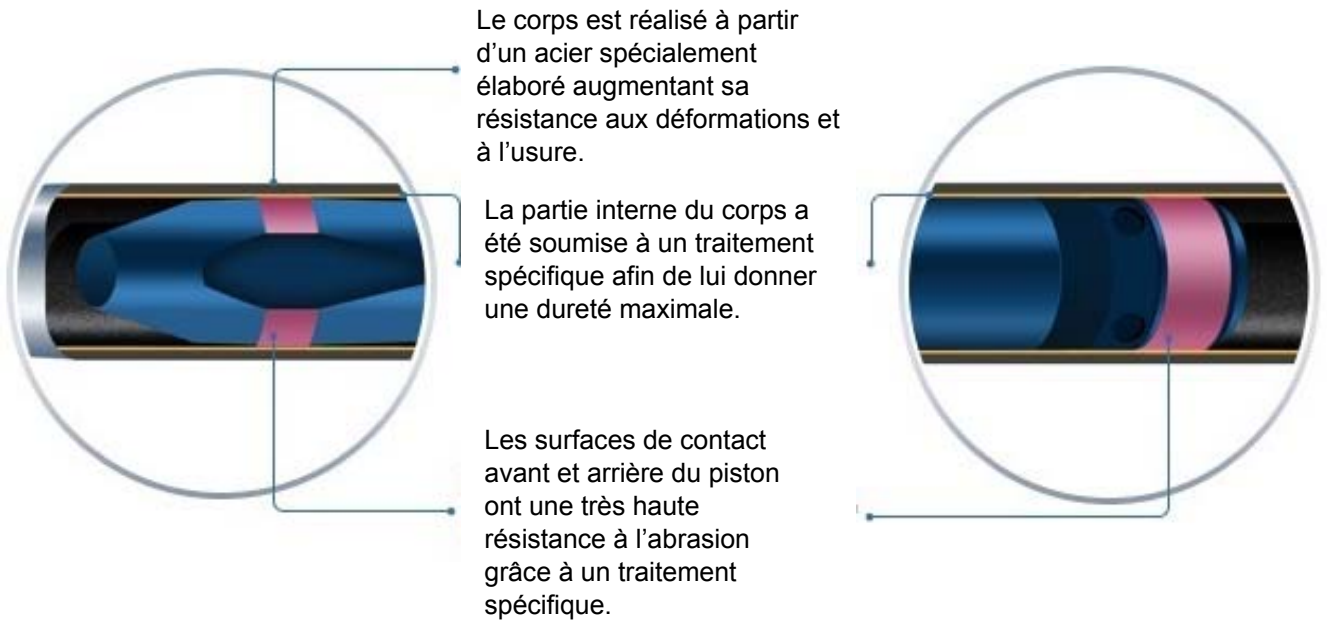 Le corps est réalisé à partir
d’un acier spécialement
élaboré augmentant sa
résistance aux déformations et
à l’usure.
La partie interne du corps a
été soumise à un traitement
spécifique afin de lui donner
une dureté maximale.
Les surfaces de contact
avant et arrière du piston
ont une très haute
résistance à l’abrasion
grâce à un traitement
spécifique.